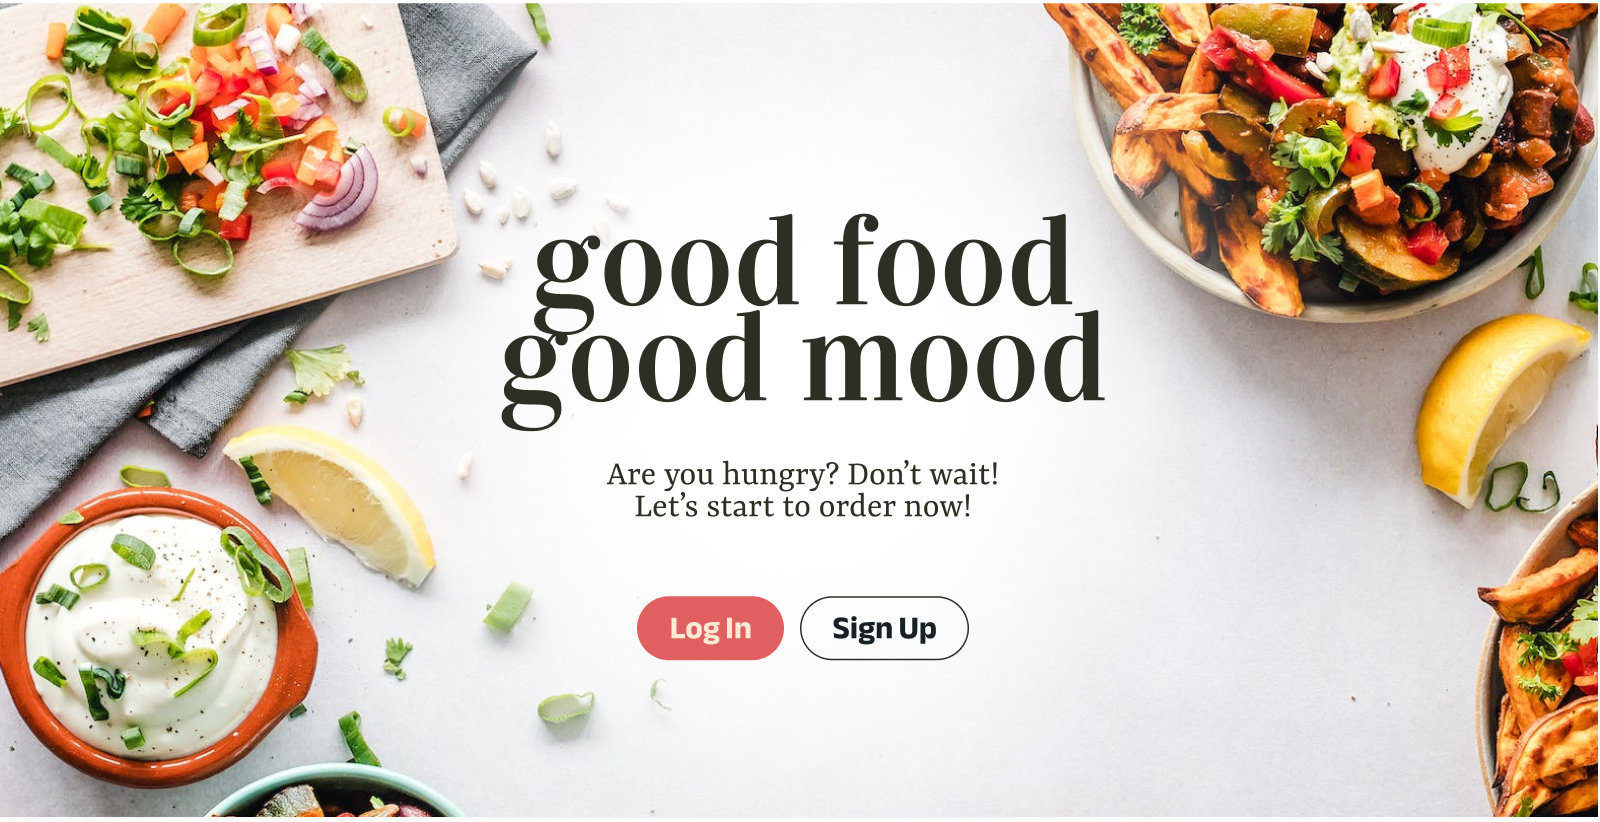 good food
good mood
Are you hungry? Don’t wait!
Let’s start to order now!
Log In
Sign Up